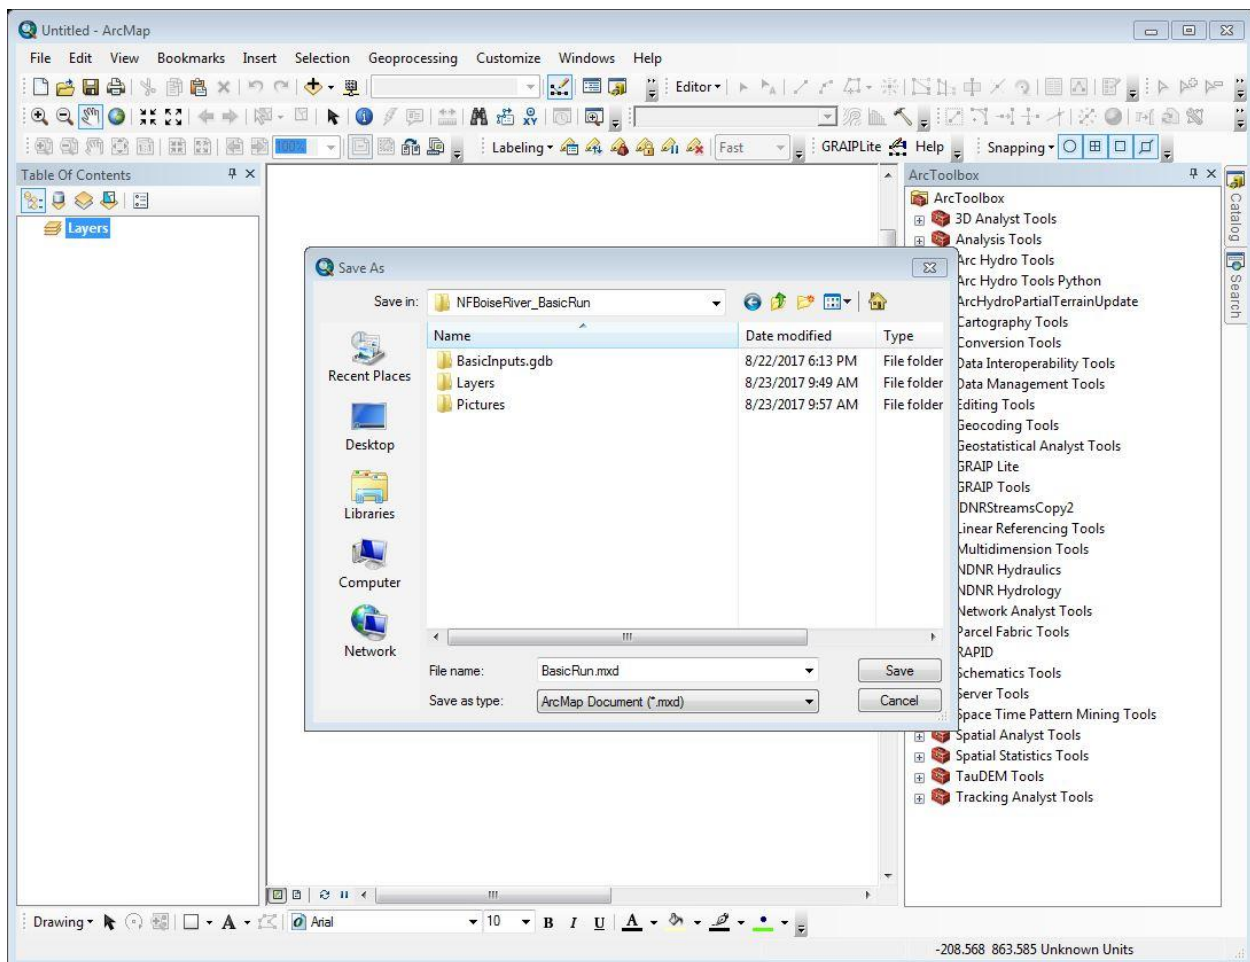 Untitled - ArcMap
File Edit View Bookmarks Insert Selection Geoprocessing Customize Windows Help
Editor
100% Labeling Fast GRAIPLite Help Snapping
Table Of Contents
Layers
ArcToolbox
ArcToolbox
3D Analyst Tools
Analysis Tools
Arc Hydro Tools
Arc Hydro Tools Python
ArcHydroPartialTerrainUpdate
Cartography Tools
Conversion Tools
Data Interoperability Tools
Data Management Tools
Editing Tools
Geocoding Tools
Geostatistical Analyst Tools
GRAIP Lite
GRAIP Tools
IDNRStreamsCopy2
Linear Referencing Tools
Multidimension Tools
NDNR Hydraulics
NDNR Hydrology
Network Analyst Tools
Parcel Fabric Tools
RAPID
Schematics Tools
Server Tools
Space Time Pattern Mining Tools
Spatial Analyst Tools
Spatial Statistics Tools
TauDEM Tools
Tracking Analyst Tools
Catalog
Search
Save As
Save in: NFBoiseRiver_BasicRun
Name Date modified Type
BasicInputs.gdb 8/22/2017 6:13 PM File folder
Layers 8/23/2017 9:49 AM File folder
Pictures 8/23/2017 9:57 AM File folder
Recent Places
Desktop
Libraries
Computer
Network
File name: BasicRun.mxd Save
Save as type: ArcMap Document (*.mxd) Cancel
Drawing A Arial 10 B I U A
-208.568 863.585 Unknown Units